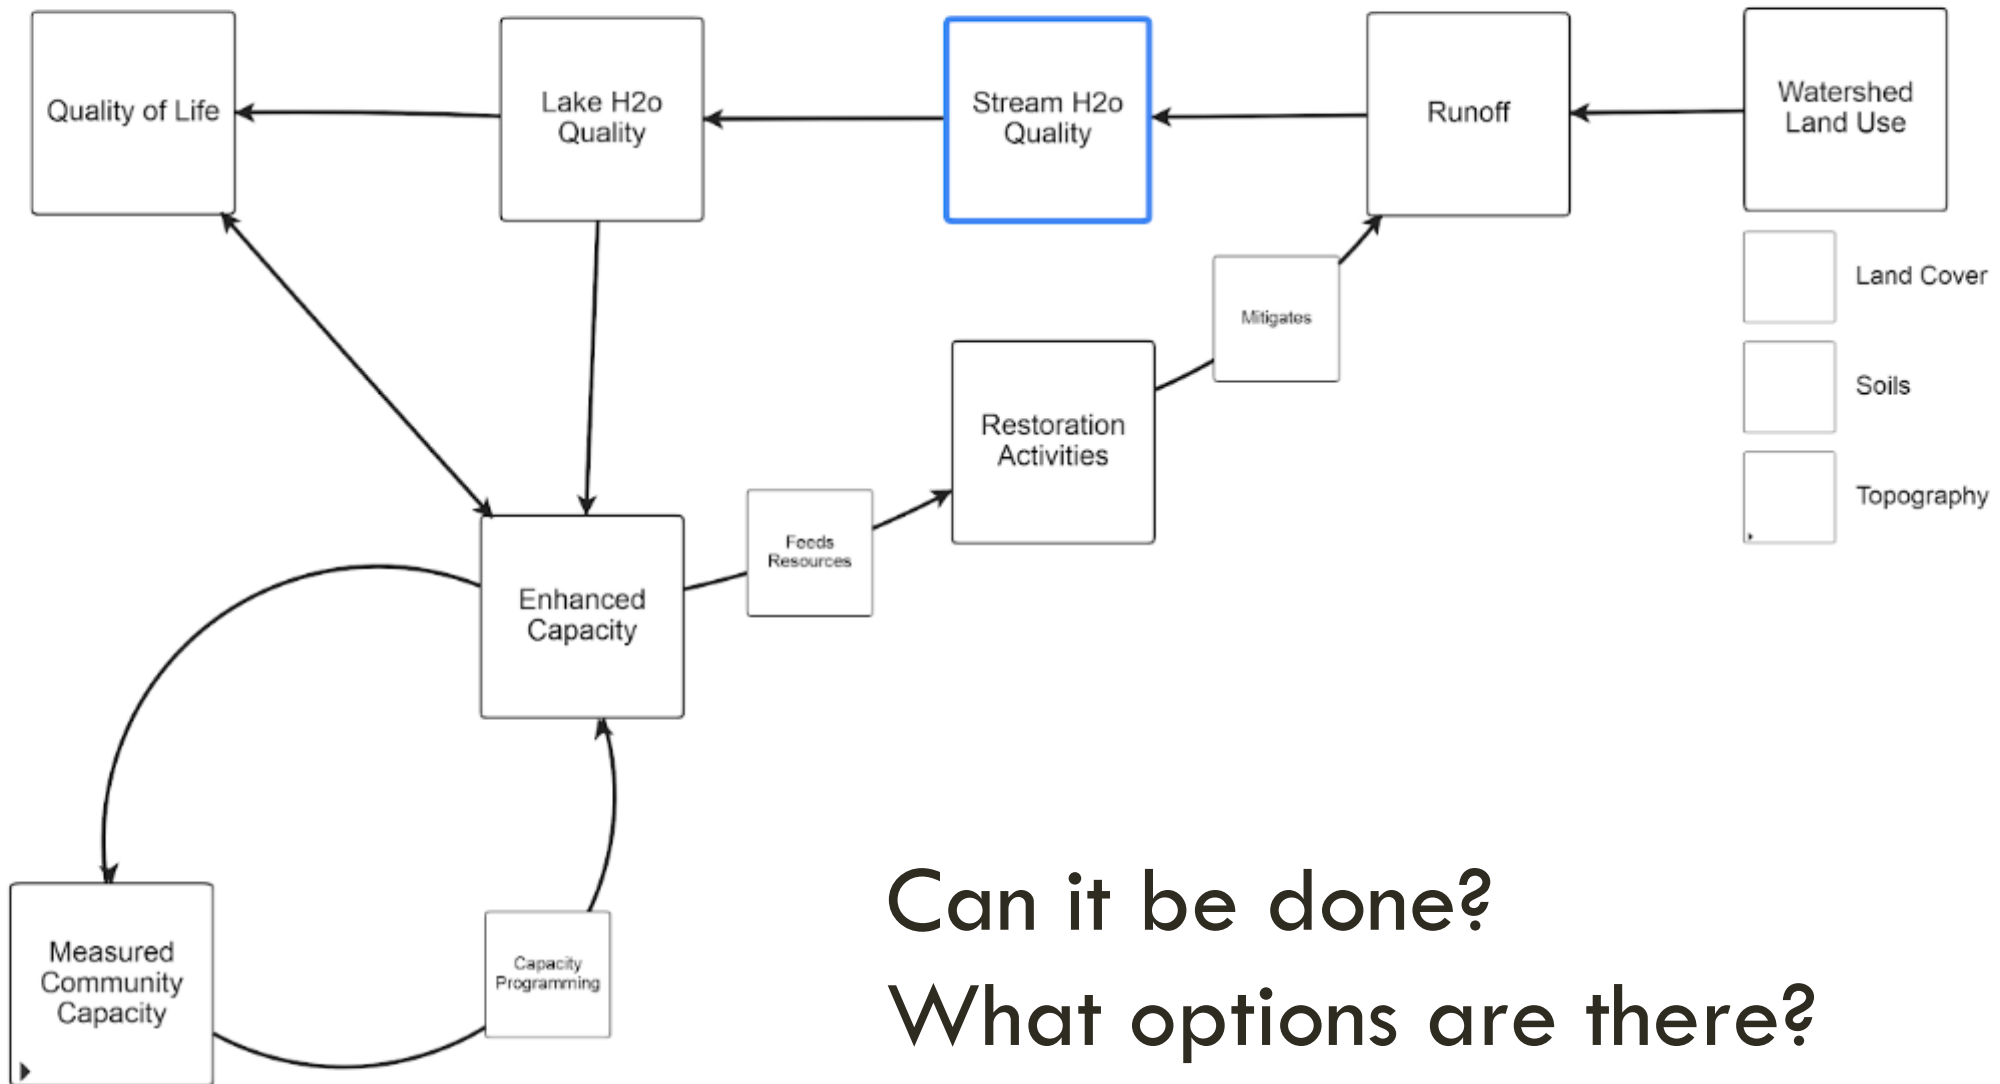 Quality of Life
Lake H2o
Quality
Stream H2o
Quality
Runoff
Watershed
Land Use
Land Cover
Soils
Topography
Mitigates
Restoration
Activities
Feeds
Resources
Enhanced
Capacity
Measured
Community
Capacity
Capacity
Programming
Can it be done?
What options are there?